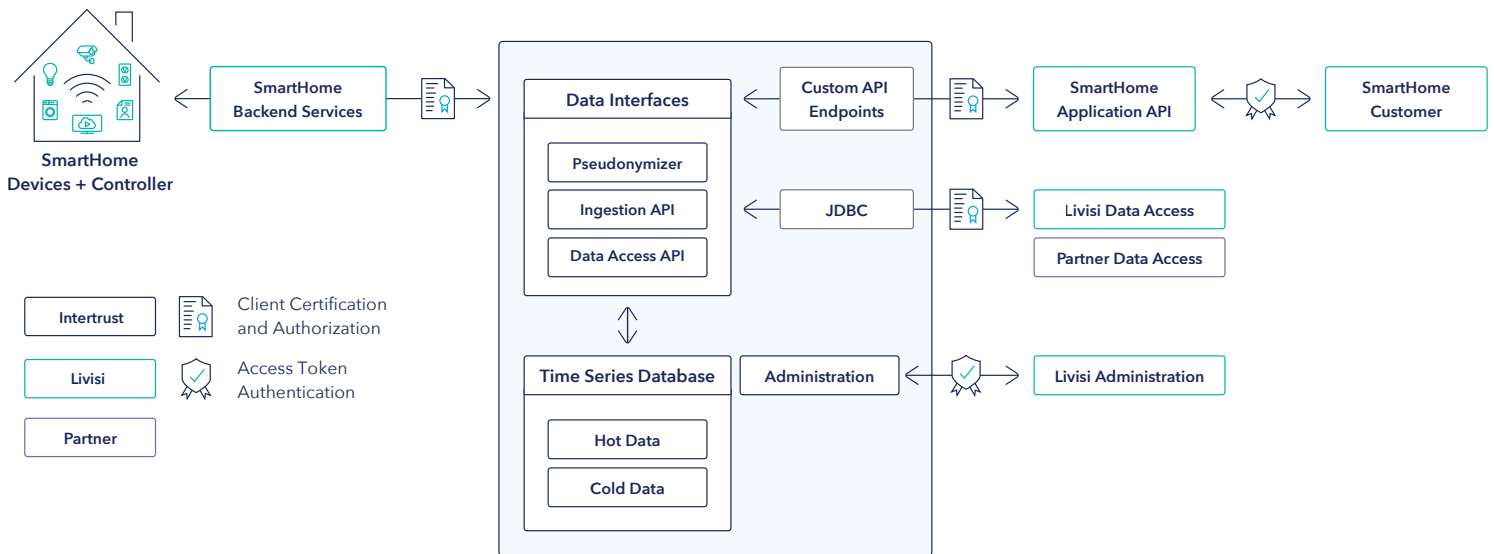 SmartHome
Devices + Controller
SmartHome
Backend Services
Data Interfaces
Pseudonymizer
Ingestion API
Data Access API
Custom API
Endpoints
JDBC
SmartHome
Application API
SmartHome
Customer
Livisi Data Access
Partner Data Access
Time Series Database
Hot Data
Cold Data
Administration
Livisi Administration
Intertrust
Livisi
Partner
Client Certification
and Authorization
Access Token
Authentication